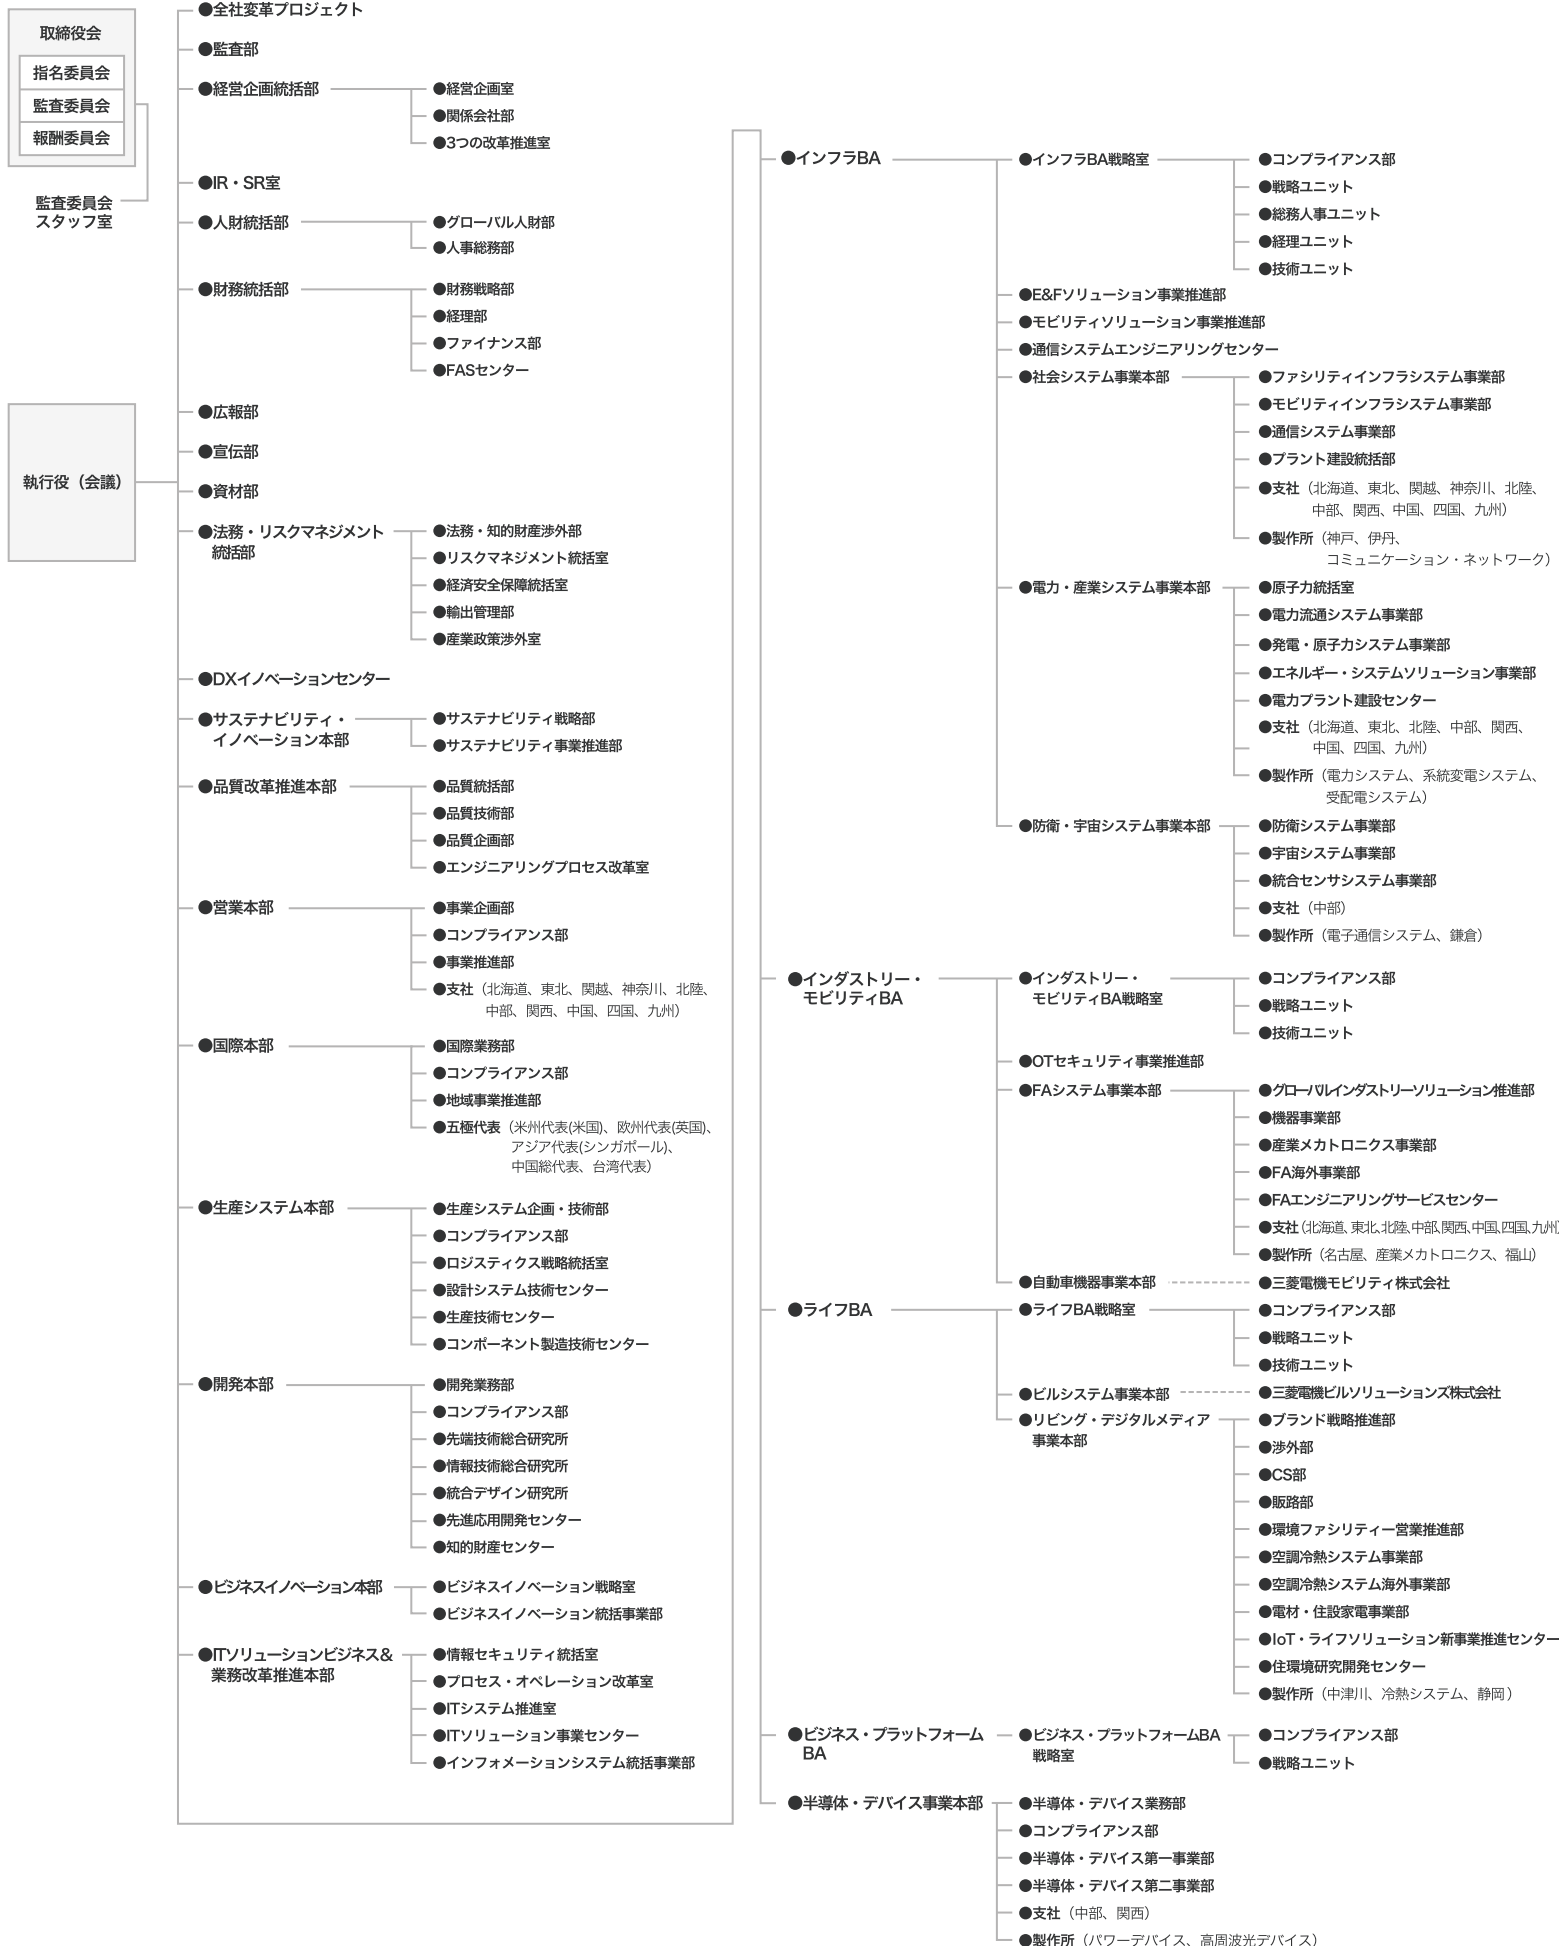 取締役会
指名委員会
監査委員会
報酬委員会
監査委員会
スタッフ室
執行役（会議）
●全社変革プロジェクト
●監査部
●経営企画統括部
●経営企画室
●関係会社部
●3つの改革推進室
●IR・SR室
●人財統括部
●グローバル人財部
●人事総務部
●財務統括部
●財務戦略部
●経理部
●ファイナンス部
●FASセンター
●広報部
●宣伝部
●資材部
●法務・リスクマネジメント
統括部
●法務・知的財産渉外部
●リスクマネジメント統括室
●経済安全保障統括室
●輸出管理部
●産業政策渉外室
●DXイノベーションセンター
●サステナビリティ・
イノベーション本部
●サステナビリティ戦略部
●サステナビリティ事業推進部
●品質改革推進本部
●品質統括部
●品質技術部
●品質企画部
●エンジニアリングプロセス改革室
●営業本部
●事業企画部
●コンプライアンス部
●事業推進部
●支社（北海道、東北、関越、神奈川、北陸、
中部、関西、中国、四国、九州）
●国際本部
●国際業務部
●コンプライアンス部
●地域事業推進部
●五極代表（米州代表(米国)、欧州代表(英国)、
アジア代表(シンガポール)、
中国総代表、台湾代表）
●生産システム本部
●生産システム企画・技術部
●コンプライアンス部
●ロジスティクス戦略統括室
●設計システム技術センター
●生産技術センター
●コンポーネント製造技術センター
●開発本部
●開発業務部
●コンプライアンス部
●先端技術総合研究所
●情報技術総合研究所
●統合デザイン研究所
●先進応用開発センター
●知的財産センター
●ビジネスイノベーション本部
●ビジネスイノベーション戦略室
●ビジネスイノベーション統括事業部
●ITソリューションビジネス＆
業務改革推進本部
●情報セキュリティ統括室
●プロセス・オペレーション改革室
●ITシステム推進室
●ITソリューション事業センター
●インフォメーションシステム統括事業部
●インフラBA
●インフラBA戦略室
●コンプライアンス部
●戦略ユニット
●総務人事ユニット
●経理ユニット
●技術ユニット
●E&Fソリューション事業推進部
●モビリティソリューション事業推進部
●通信システムエンジニアリングセンター
●社会システム事業本部
●ファシリティインフラシステム事業部
●モビリティインフラシステム事業部
●通信システム事業部
●プラント建設統括部
●支社（北海道、東北、関越、神奈川、北陸、
中部、関西、中国、四国、九州）
●製作所（神戸、伊丹、
コミュニケーション・ネットワーク）
●電力・産業システム事業本部
●原子力統括室
●電力流通システム事業部
●発電・原子力システム事業部
●エネルギー・システムソリューション事業部
●電力プラント建設センター
●支社（北海道、東北、北陸、中部、関西、
中国、四国、九州）
●製作所（電力システム、系統変電システム、
受配電システム）
●防衛・宇宙システム事業本部
●防衛システム事業部
●宇宙システム事業部
●統合センサシステム事業部
●支社（中部）
●製作所（電子通信システム、鎌倉）
●インダストリー・
モビリティBA
●インダストリー・
モビリティBA戦略室
●コンプライアンス部
●戦略ユニット
●技術ユニット
●OTセキュリティ事業推進部
●FAシステム事業本部
●グローバルインダストリーソリューション推進部
●機器事業部
●産業メカトロニクス事業部
●FA海外事業部
●FAエンジニアリングサービスセンター
●支社（北海道、東北、北陸、中部、関西、中国、四国、九州）
●製作所（名古屋、産業メカトロニクス、福山）
●自動車機器事業本部
●三菱電機モビリティ株式会社
●ライフBA
●ライフBA戦略室
●コンプライアンス部
●戦略ユニット
●技術ユニット
●ビルシステム事業本部
●三菱電機ビルソリューションズ株式会社
●リビング・デジタルメディア
事業本部
●ブランド戦略推進部
●渉外部
●CS部
●販路部
●環境ファシリティー営業推進部
●空調冷熱システム事業部
●空調冷熱システム海外事業部
●電材・住設家電事業部
●IoT・ライフソリューション新事業推進センター
●住環境研究開発センター
●製作所（中津川、冷熱システム、静岡）
●ビジネス・プラットフォーム
BA
●ビジネス・プラットフォームBA
戦略室
●コンプライアンス部
●戦略ユニット
●半導体・デバイス事業本部
●半導体・デバイス業務部
●コンプライアンス部
●半導体・デバイス第一事業部
●半導体・デバイス第二事業部
●支社（中部、関西）
●製作所（パワーデバイス、高周波光デバイス）